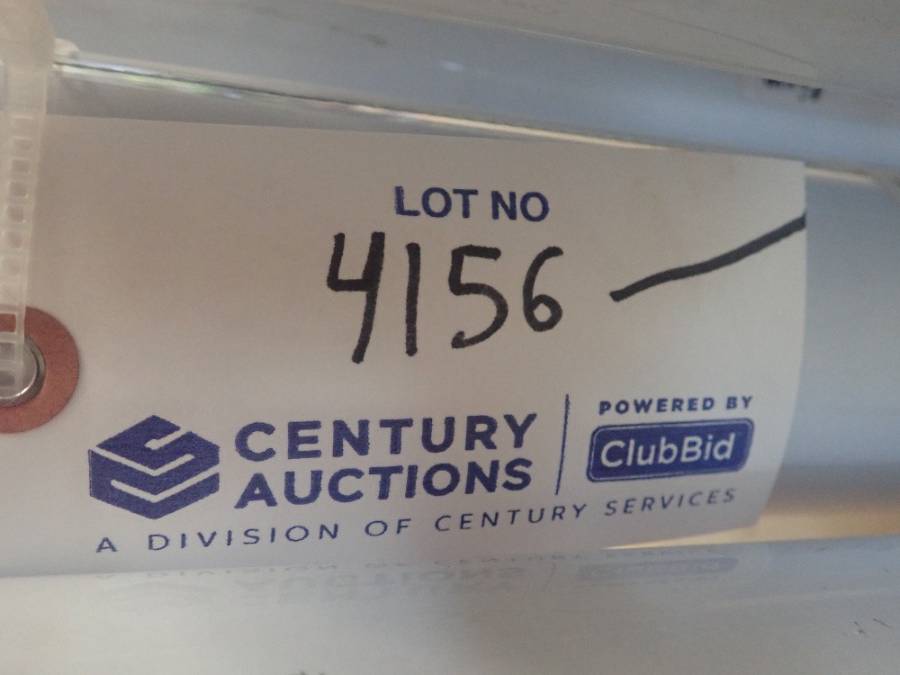 LOT NO
4156 —
CENTURY
AUCTIONS
POWERED BY
ClubBid
A DIVISION OF CENTURY SERVICES